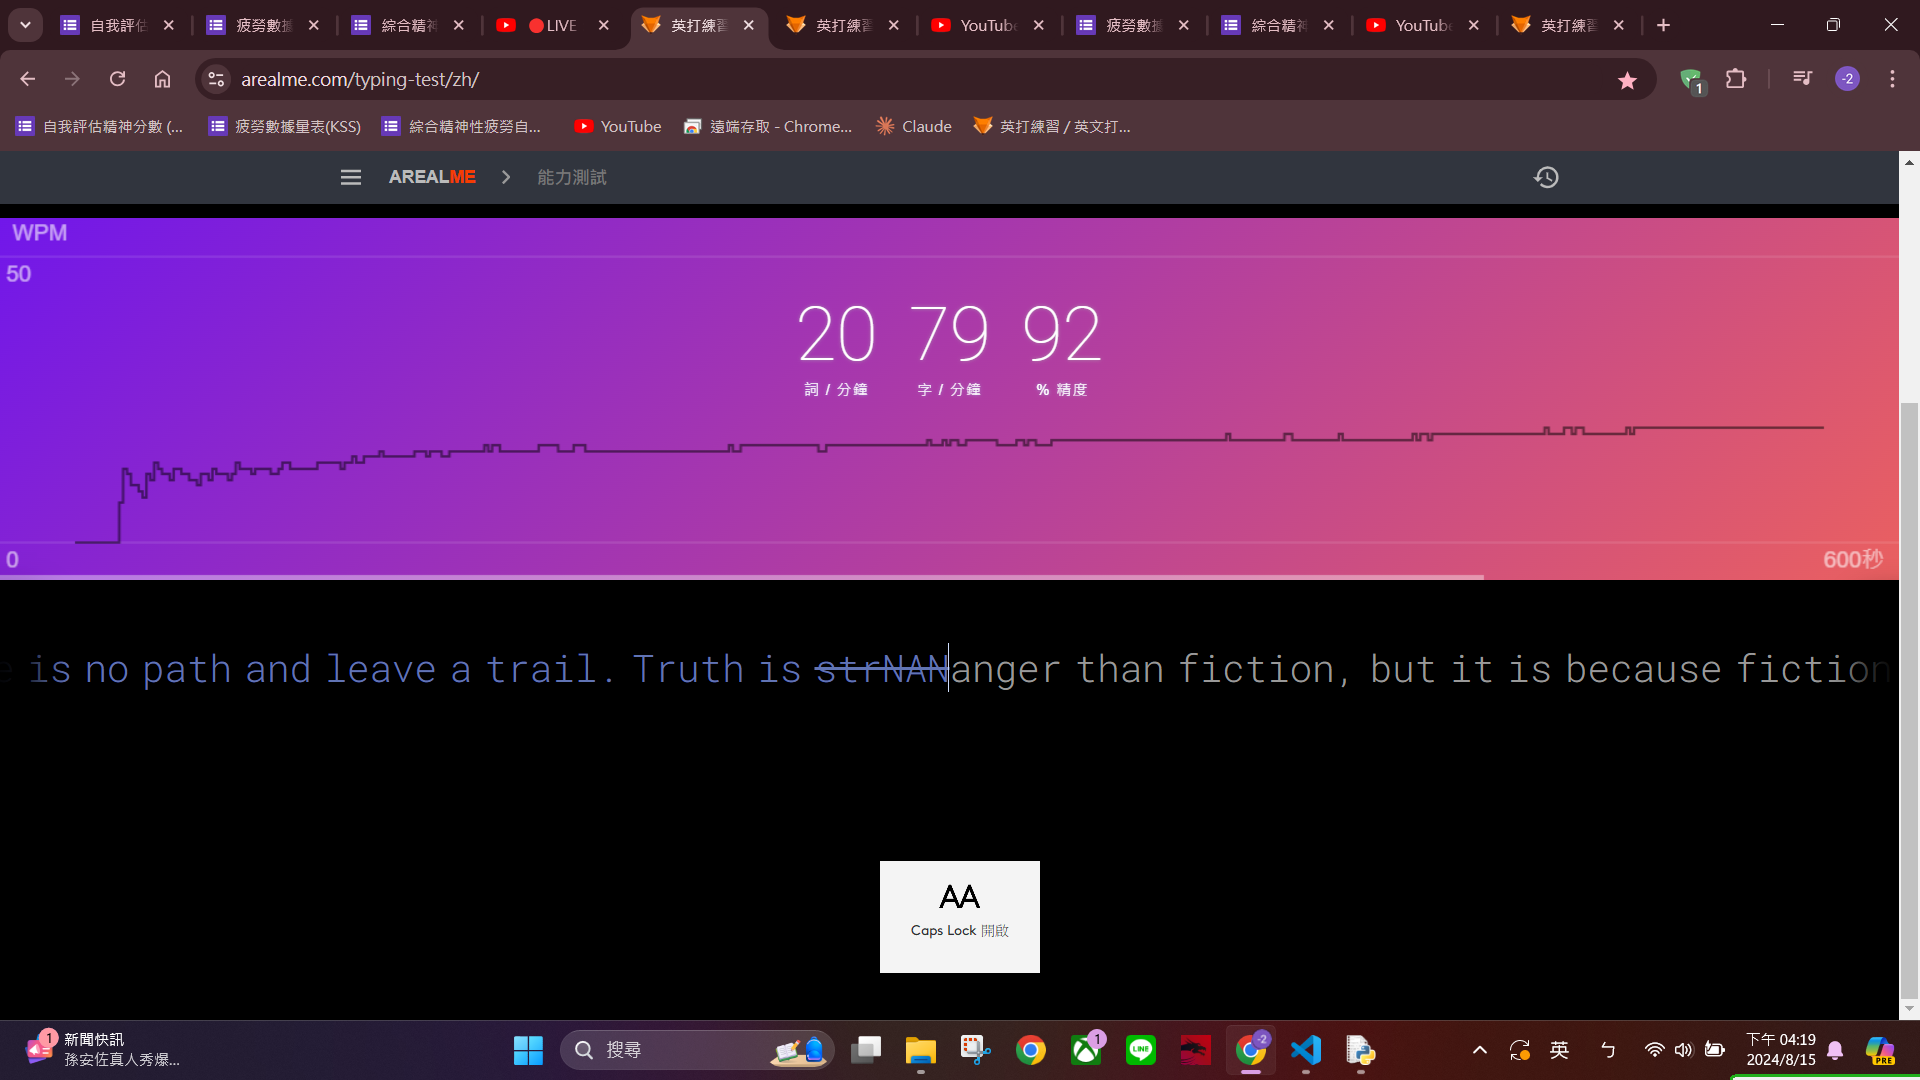 自我評估
疲勞數據
綜合精神
LIVE
英打練習
英打練習
YouTube
疲勞數據
綜合精神
YouTube
英打練習
arealme.com/typing-test/zh/
1
-2
自我評估精神分數 (...
疲勞數據量表(KSS)
綜合精神性疲勞自...
YouTube
遠端存取 - Chrome...
Claude
英打練習 / 英文打...
AREALME
能力測試
WPM
50
20 79 92
詞 / 分鐘
字 / 分鐘
% 精度
0
600秒
e is no path and leave a trail. Truth is strNANanger than fiction, but it is because fiction
AA
Caps Lock 開啟
1
新聞快訊
孫安佐真人秀爆...
搜尋
1
LINE
-2
英
ㄅ
下午 04:19
2024/8/15
PRE